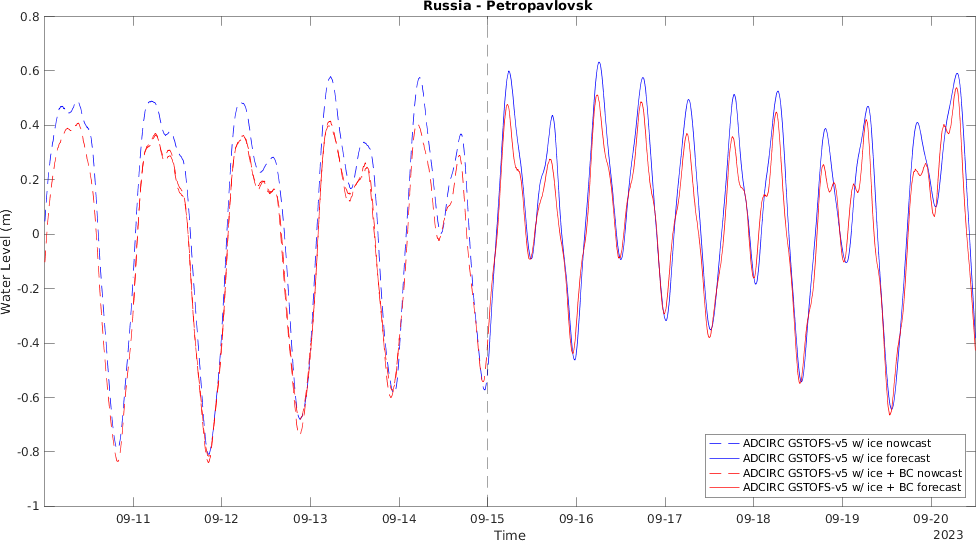 Russia - Petropavlovsk
0.8
0.6
0.4
0.2
0
-0.2
-0.4
-0.6
-0.8
-1
Water Level (m)
ADCIRC GSTOFS-v5 w/ ice nowcast
ADCIRC GSTOFS-v5 w/ ice forecast
ADCIRC GSTOFS-v5 w/ ice + BC nowcast
ADCIRC GSTOFS-v5 w/ ice + BC forecast
09-11 09-12 09-13 09-14 09-15 09-16 09-17 09-18 09-19 09-20
Time
2023